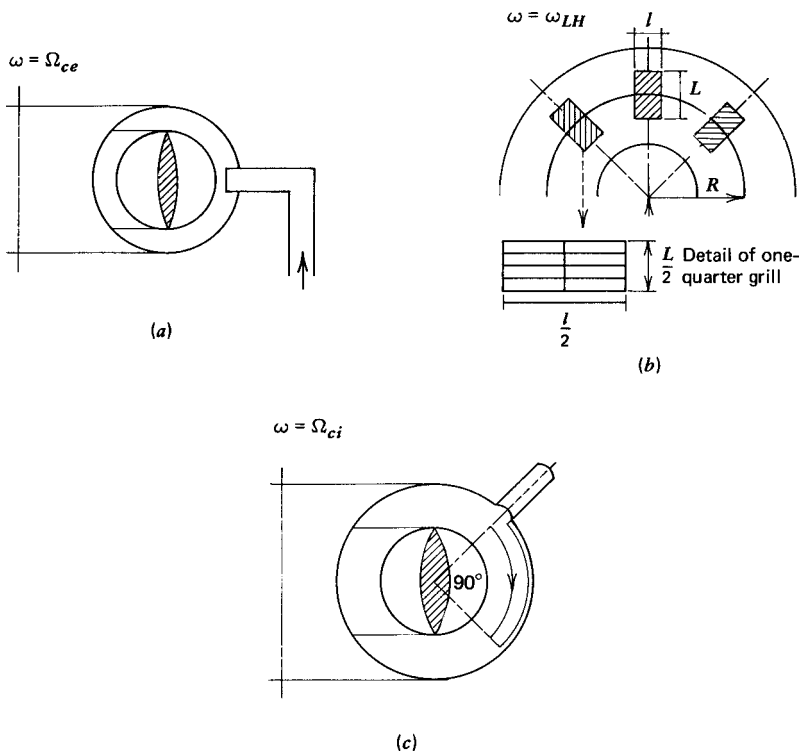 ω = Ω_ce
(a)
ω = ω_LH
l
L
R
L/2 Detail of one-
quarter grill
l/2
(b)
ω = Ω_ci
90°
(c)